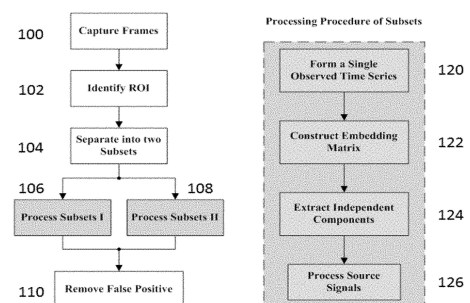 100
Capture Frames
102
Identify ROI
104
Separate into two
Subsets
106
108
Process Subsets I
Process Subsets II
110
Remove False Positive
Processing Procedure of Subsets
Form a Single
Observed Time Series
120
Construct Embedding
Matrix
122
Extract Independent
Components
124
Process Source
Signals
126